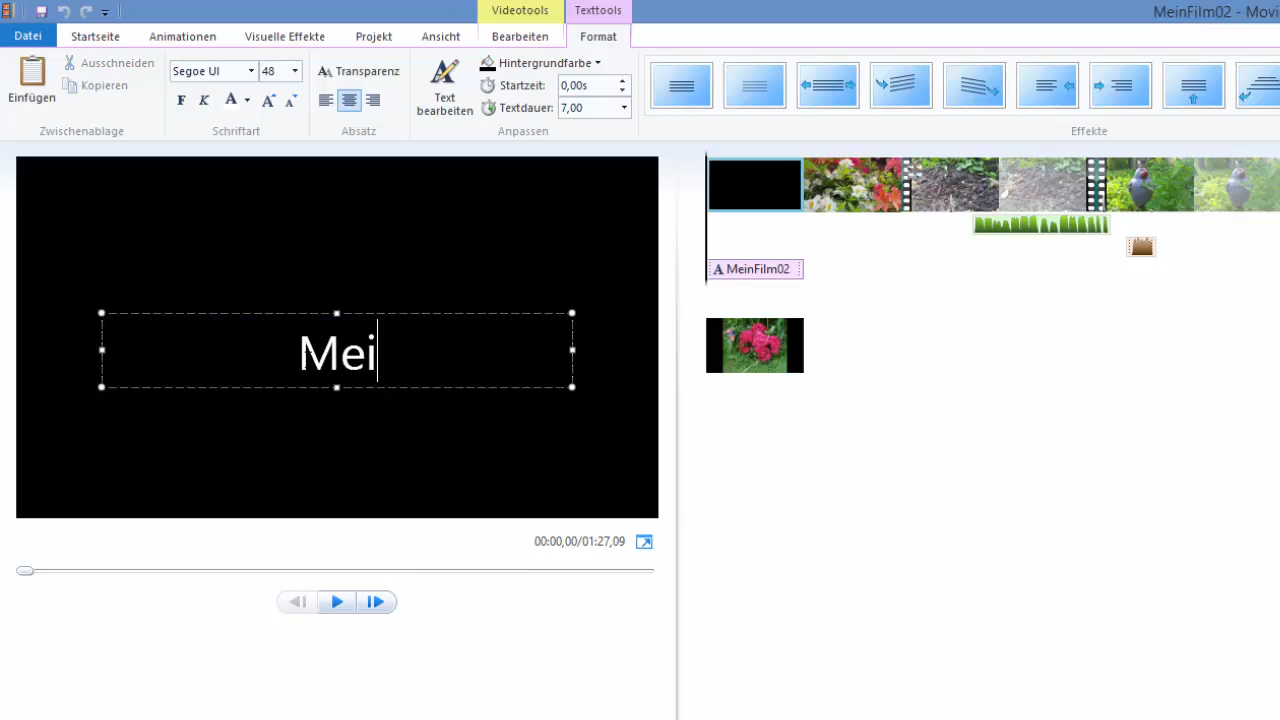 Videotools
Texttools
MeinFilm02 - Movi
Datei
Startseite
Animationen
Visuelle Effekte
Projekt
Ansicht
Bearbeiten
Format
Einfügen
Ausschneiden
Kopieren
Zwischenablage
Segoe UI
48
F K A A A
Schriftart
Transparenz
Absatz
Text
bearbeiten
Hintergrundfarbe
Startzeit: 0,00s
Textdauer: 7,00
Anpassen
Effekte
Mei
A MeinFilm02
00:00,00/01:27,09